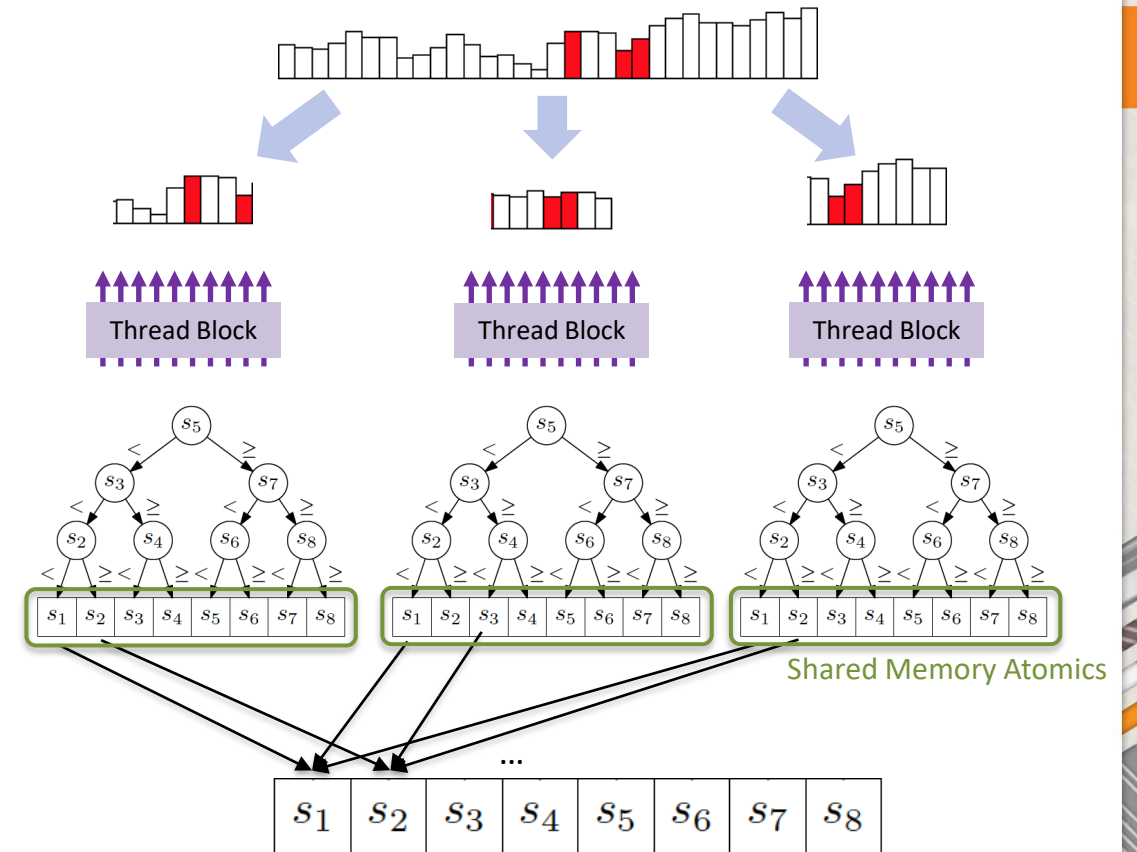 Thread Block Thread Block Thread Block
s5 s5 s5
< ≥ < ≥ < ≥
s3 s7 s3 s7 s3 s7
< ≥ < ≥ < ≥ < ≥ < ≥ < ≥
s2 s4 s6 s8 s2 s4 s6 s8 s2 s4 s6 s8
< ≥ < ≥ < ≥ < ≥ < ≥ < ≥ < ≥ < ≥ < ≥ < ≥ < ≥ < ≥
s1 s2 s3 s4 s5 s6 s7 s8 s1 s2 s3 s4 s5 s6 s7 s8 s1 s2 s3 s4 s5 s6 s7 s8
Shared Memory Atomics
...
s1 s2 s3 s4 s5 s6 s7 s8